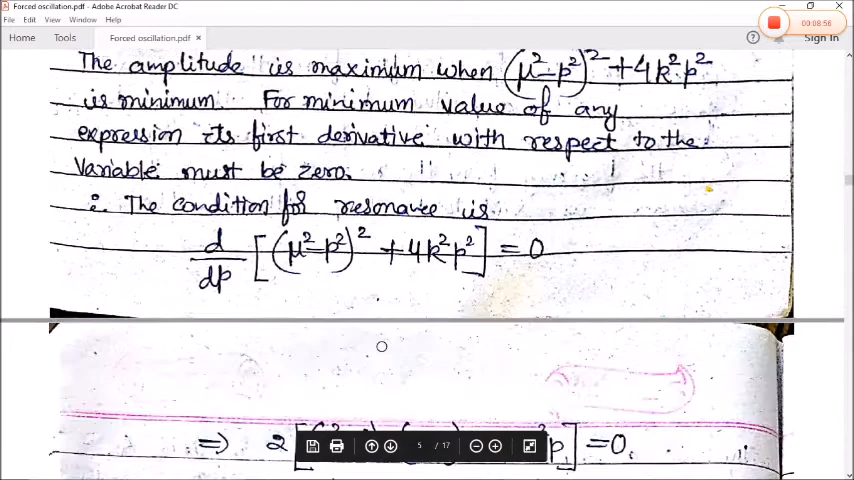 Forced oscillation.pdf - Adobe Acrobat Reader DC
File Edit View Window Help
00:08:56
Home Tools Forced oscillation.pdf × Sign In
The amplitude is maximum when (μ²-p²)² + 4k²p²
is minimum. For minimum value of any
expression its first derivative with respect to the
variable must be zero.
∴ The condition for resonance is
d/dp [(μ²-p²)² + 4k²p²] = 0
5 / 17
⇒ 2 [ p] = 0.